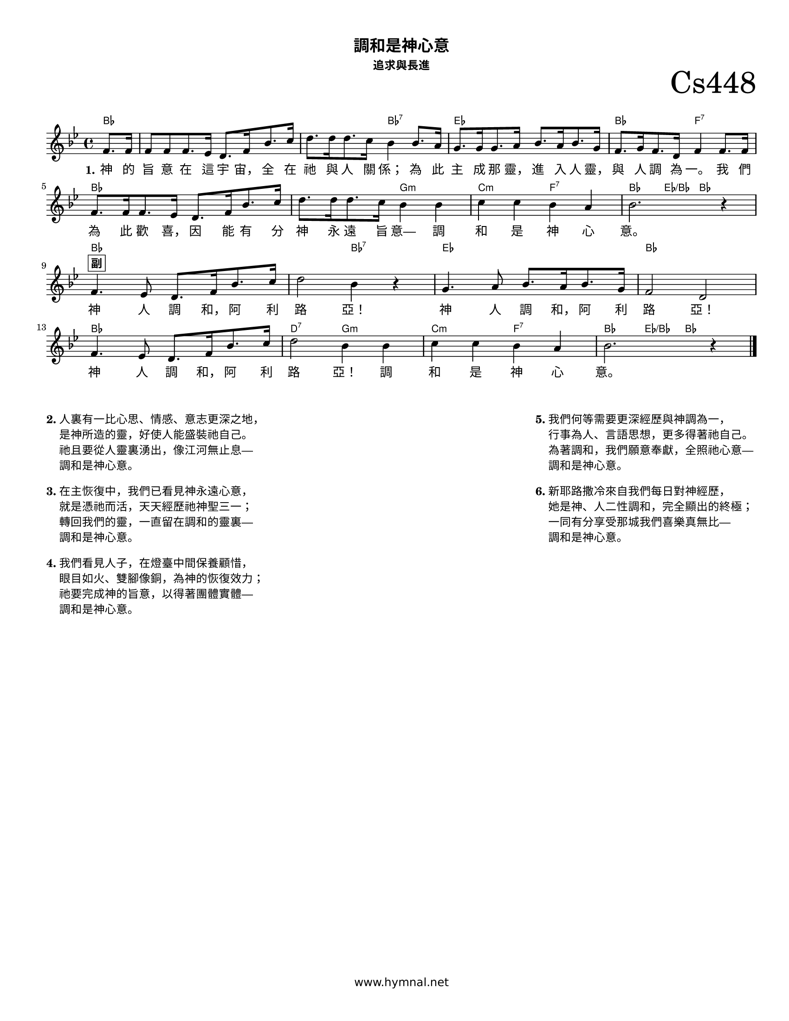 調和是神心意
追求與長進
Cs448
B♭ B♭7 E♭ B♭ F7
1. 神 的 旨 意 在 這 宇 宙， 全 在 祂 與 人 關 係； 為 此 主 成 那 靈， 進 入 人 靈， 與 人 調 為 一。 我 們
5
B♭ Gm Cm F7 B♭ E♭/B♭ B♭
為 此 歡 喜， 因 能 有 分 神 永 遠 旨 意— 調 和 是 神 心 意。
9
B♭ B♭7 E♭ B♭
副
神 人 調 和， 阿 利 路 亞！ 神 人 調 和， 阿 利 路 亞！
13
B♭ D7 Gm Cm F7 B♭ E♭/B♭ B♭
神 人 調 和， 阿 利 路 亞！ 調 和 是 神 心 意。
2. 人裏有一比心思、情感、意志更深之地，
是神所造的靈，好使人能盛裝祂自己。
祂且要從人靈裏湧出，像江河無止息—
調和是神心意。
3. 在主恢復中，我們已看見神永遠心意，
就是憑祂而活，天天經歷祂神聖三一；
轉回我們的靈，一直留在調和的靈裏—
調和是神心意。
4. 我們看見人子，在燈臺中間保養顧惜，
眼目如火、雙腳像銅，為神的恢復效力；
祂要完成神的旨意，以得著團體實體—
調和是神心意。
5. 我們何等需要更深經歷與神調為一，
行事為人、言語思想，更多得著祂自己。
為著調和，我們願意奉獻，全照祂心意—
調和是神心意。
6. 新耶路撒冷來自我們每日對神經歷，
她是神、人二性調和，完全顯出的終極；
一同有分享受那城我們喜樂真無比—
調和是神心意。
www.hymnal.net